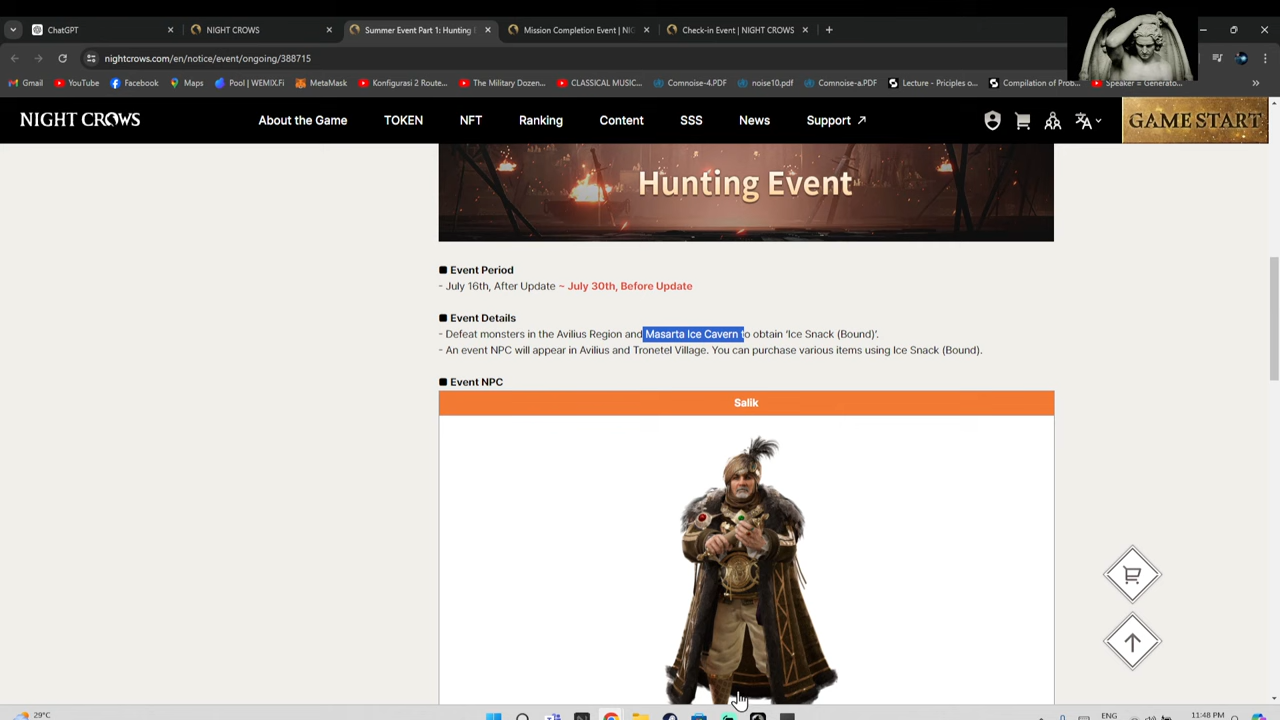 ChatGPT
NIGHT CROWS
Summer Event Part 1: Hunting
Mission Completion Event | NIG
Check-in Event | NIGHT CROWS
nightcrows.com/en/notice/event/ongoing/388715
Gmail
YouTube
Facebook
Maps
Pool | WEMIX.Fi
MetaMask
Konfigurasi 2 Route...
The Military Dozen...
CLASSICAL MUSIC...
Comnoise-4.PDF
noise10.pdf
Comnoise-a.PDF
Lecture - Priciples o...
Compilation of Prob...
Speaker = Generato...
NIGHT CROWS
About the Game
TOKEN
NFT
Ranking
Content
SSS
News
Support
GAME START
Hunting Event
Event Period
- July 16th, After Update ~ July 30th, Before Update
Event Details
- Defeat monsters in the Avilius Region and Masarta Ice Cavern to obtain ‘Ice Snack (Bound)’.
- An event NPC will appear in Avilius and Tronetel Village. You can purchase various items using Ice Snack (Bound).
Event NPC
Salik
29°C
ENG
11:48 PM